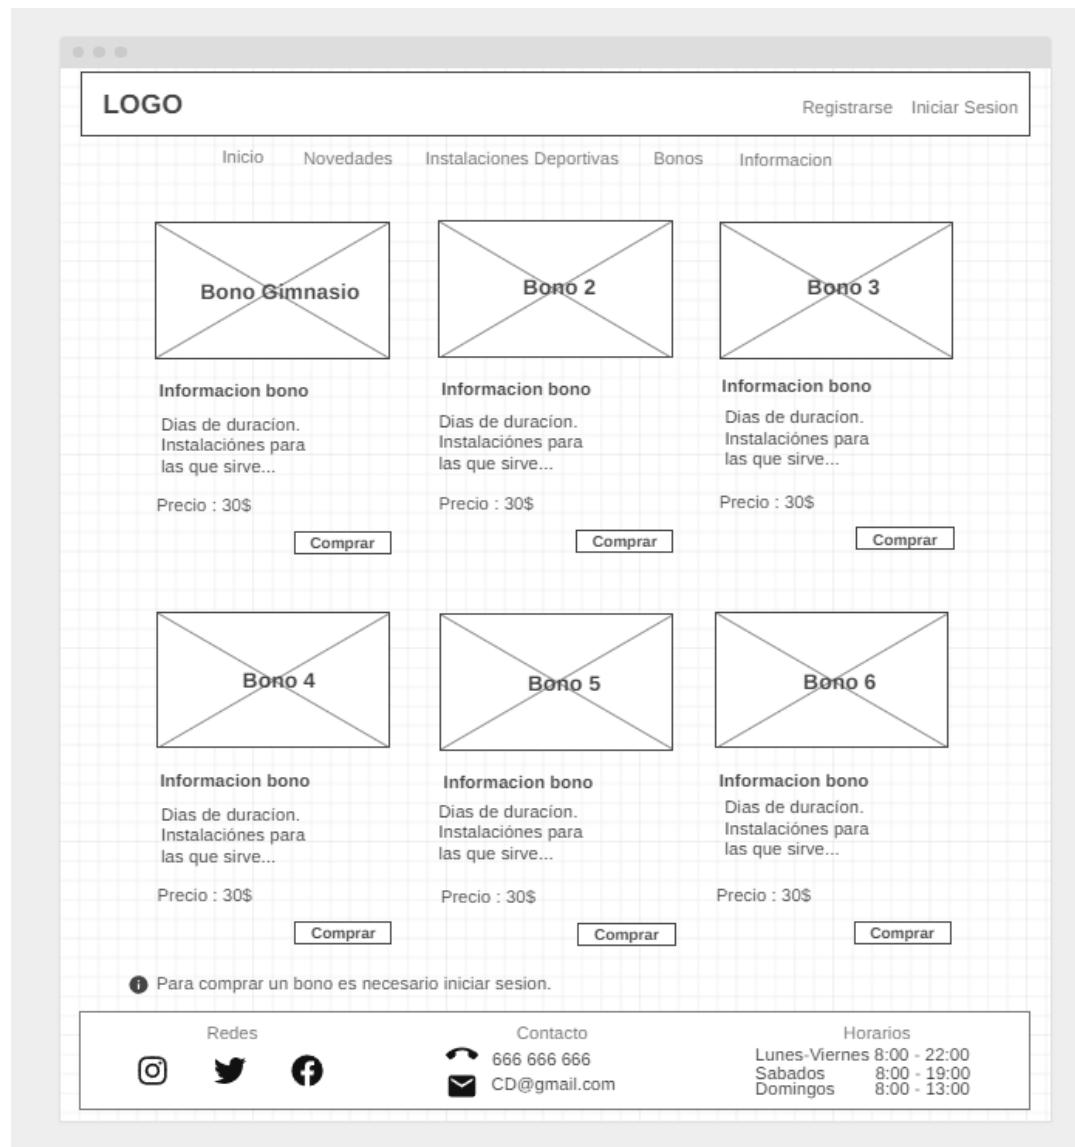 LOGO
Registrarse Iniciar Sesion
Inicio Novedades Instalaciones Deportivas Bonos Informacion
Bono Gimnasio
Bono 2
Bono 3
Informacion bono
Dias de duracíon.
Instalaciónes para
las que sirve...
Precio : 30$
Comprar
Informacion bono
Dias de duracíon.
Instalaciónes para
las que sirve...
Precio : 30$
Comprar
Informacion bono
Dias de duracíon.
Instalaciónes para
las que sirve...
Precio : 30$
Comprar
Bono 4
Bono 5
Bono 6
Informacion bono
Dias de duracíon.
Instalaciónes para
las que sirve...
Precio : 30$
Comprar
Informacion bono
Dias de duracíon.
Instalaciónes para
las que sirve...
Precio : 30$
Comprar
Informacion bono
Dias de duracíon.
Instalaciónes para
las que sirve...
Precio : 30$
Comprar
Para comprar un bono es necesario iniciar sesion.
Redes
Contacto
666 666 666
CD@gmail.com
Horarios
Lunes-Viernes 8:00 - 22:00
Sabados 8:00 - 19:00
Domingos 8:00 - 13:00